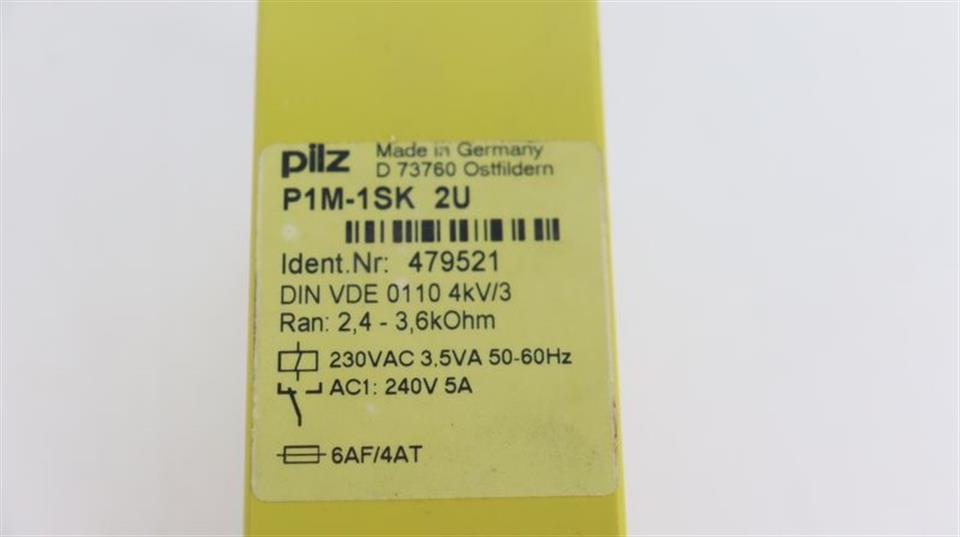 pilz Made in Germany
D 73760 Ostfildern
P1M-1SK 2U
Ident.Nr: 479521
DIN VDE 0110 4kV/3
Ran: 2,4 - 3,6kOhm
230VAC 3,5VA 50-60Hz
AC1: 240V 5A
6AF/4AT